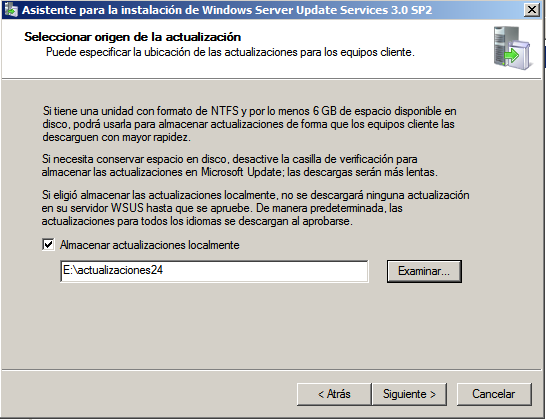 Asistente para la instalación de Windows Server Update Services 3.0 SP2
Seleccionar origen de la actualización
Puede especificar la ubicación de las actualizaciones para los equipos cliente.
Si tiene una unidad con formato de NTFS y por lo menos 6 GB de espacio disponible en
disco, podrá usarla para almacenar actualizaciones de forma que los equipos cliente las
descarguen con mayor rapidez.
Si necesita conservar espacio en disco, desactive la casilla de verificación para
almacenar las actualizaciones en Microsoft Update; las descargas serán más lentas.
Si eligió almacenar las actualizaciones localmente, no se descargará ninguna actualización
en su servidor WSUS hasta que se apruebe. De manera predeterminada, las
actualizaciones para todos los idiomas se descargan al aprobarse.
Almacenar actualizaciones localmente
E:\actualizaciones24
Examinar...
< Atrás
Siguiente >
Cancelar